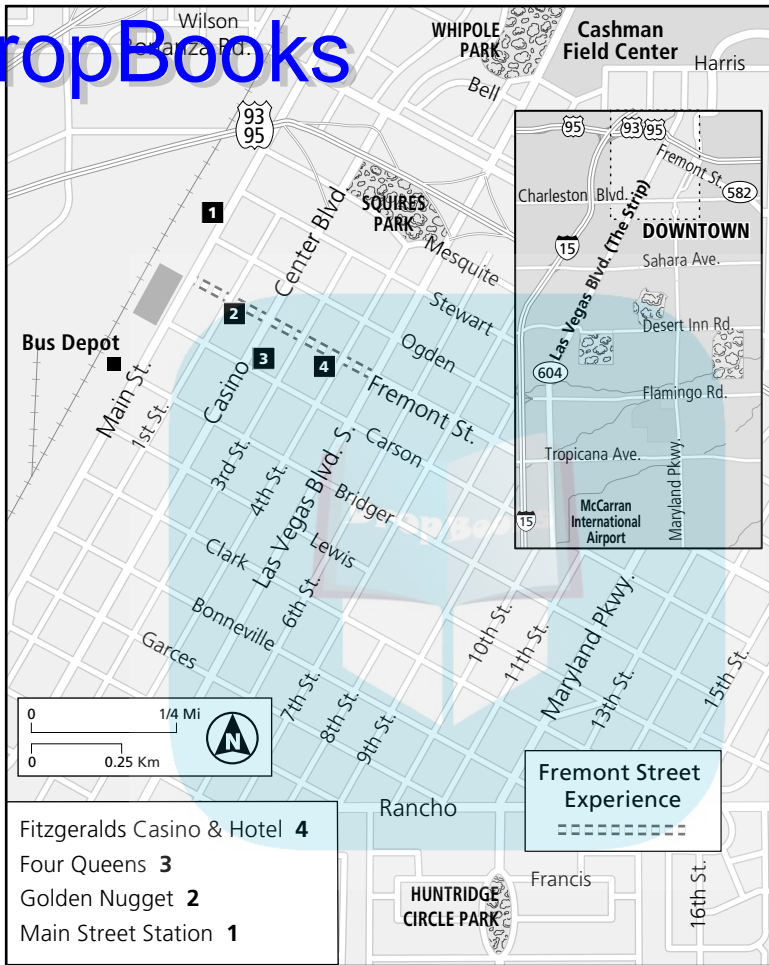 Wilson
Bonanza Rd.
ropBooks
WHIPOLE
PARK
Cashman
Field Center
Harris
Bell
93
95
1
Center Blvd.
SQUIRES
PARK
Mesquite
Stewart
Ogden
2
3
4
Bus Depot
Main St.
1st St.
Casino
Fremont St.
3rd St.
4th St.
Las Vegas Blvd. S.
Carson
Bridger
Lewis
Clark
6th St.
Bonneville
Garces
7th St.
8th St.
9th St.
10th St.
11th St.
Maryland Pkwy.
13th St.
15th St.
DropBooks
95
93
95
Fremont St.
582
Charleston Blvd.
Las Vegas Blvd. (The Strip)
15
DOWNTOWN
Sahara Ave.
Desert Inn Rd.
604
Flamingo Rd.
Tropicana Ave.
Maryland Pkwy.
15
McCarran
International
Airport
0 1/4 Mi
0 0.25 Km
N
Fremont Street
Experience
Rancho
Francis
HUNTRIDGE
CIRCLE PARK
16th St.
Fitzgeralds Casino & Hotel 4
Four Queens 3
Golden Nugget 2
Main Street Station 1